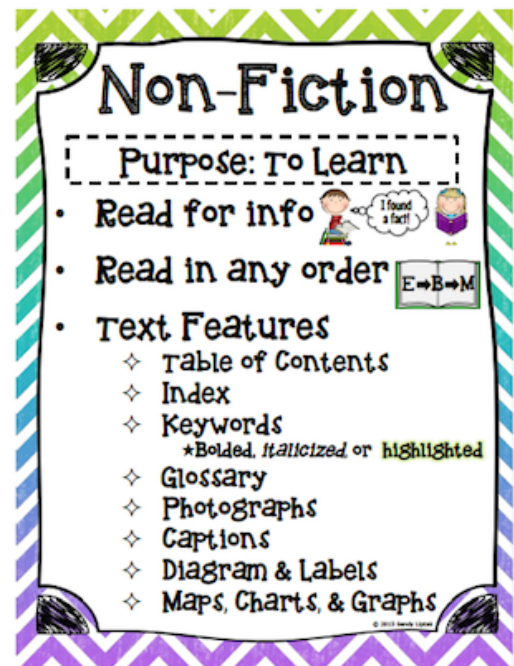 Non-Fiction
Purpose: To Learn
• Read for info
I found
a fact!
• Read in any order
E→B→M
• Text Features
✧ Table of Contents
✧ Index
✧ Keywords
★Bolded, italicized, or highlighted
✧ Glossary
✧ Photographs
✧ Captions
✧ Diagram & Labels
✧ Maps, Charts, & Graphs
© 2013